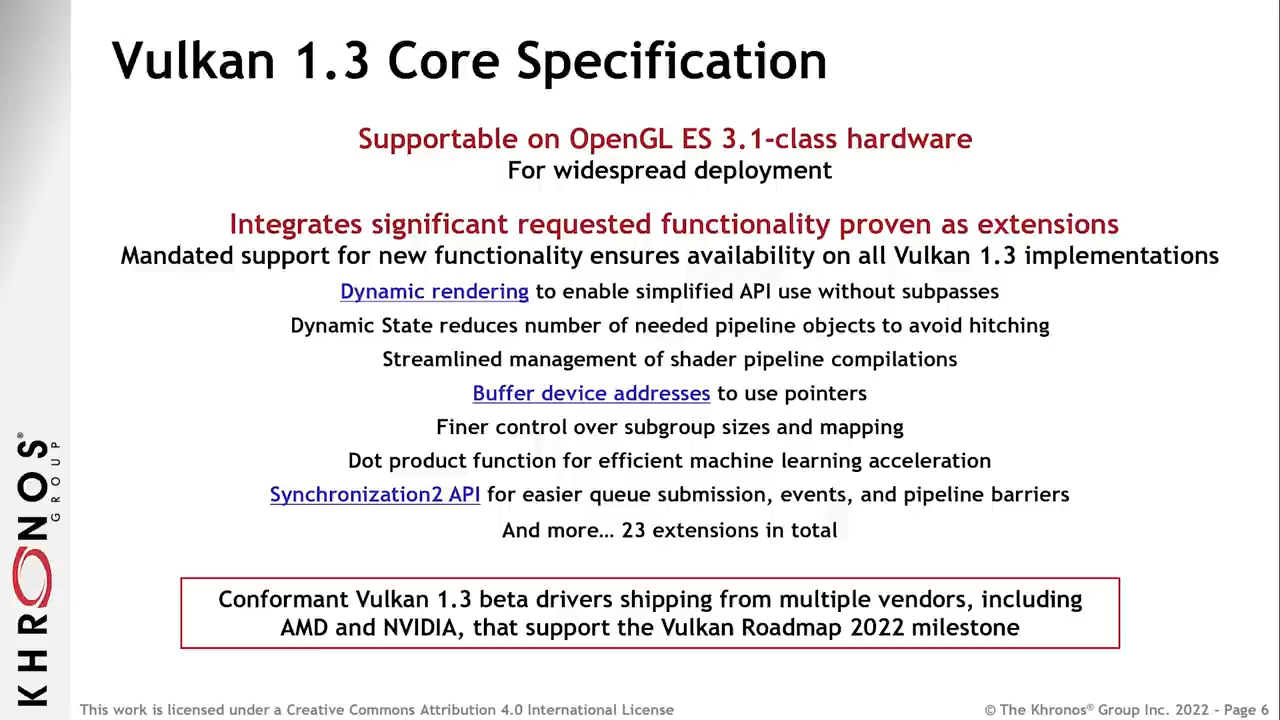 Vulkan 1.3 Core Specification
Supportable on OpenGL ES 3.1-class hardware
For widespread deployment
Integrates significant requested functionality proven as extensions
Mandated support for new functionality ensures availability on all Vulkan 1.3 implementations
Dynamic rendering to enable simplified API use without subpasses
Dynamic State reduces number of needed pipeline objects to avoid hitching
Streamlined management of shader pipeline compilations
Buffer device addresses to use pointers
Finer control over subgroup sizes and mapping
Dot product function for efficient machine learning acceleration
Synchronization2 API for easier queue submission, events, and pipeline barriers
And more… 23 extensions in total
Conformant Vulkan 1.3 beta drivers shipping from multiple vendors, including
AMD and NVIDIA, that support the Vulkan Roadmap 2022 milestone
KHRONOS®
GROUP
This work is licensed under a Creative Commons Attribution 4.0 International License
© The Khronos® Group Inc. 2022 - Page 6